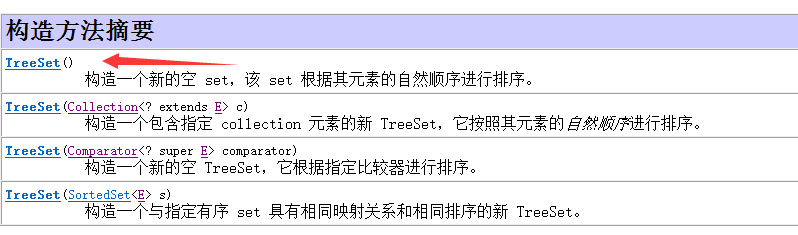 构造方法摘要
TreeSet()
构造一个新的空 set，该 set 根据其元素的自然顺序进行排序。
TreeSet(Collection<? extends E> c)
构造一个包含指定 collection 元素的新 TreeSet，它按照其元素的自然顺序进行排序。
TreeSet(Comparator<? super E> comparator)
构造一个新的空 TreeSet，它根据指定比较器进行排序。
TreeSet(SortedSet<E> s)
构造一个与指定有序 set 具有相同映射关系和相同排序的新 TreeSet。